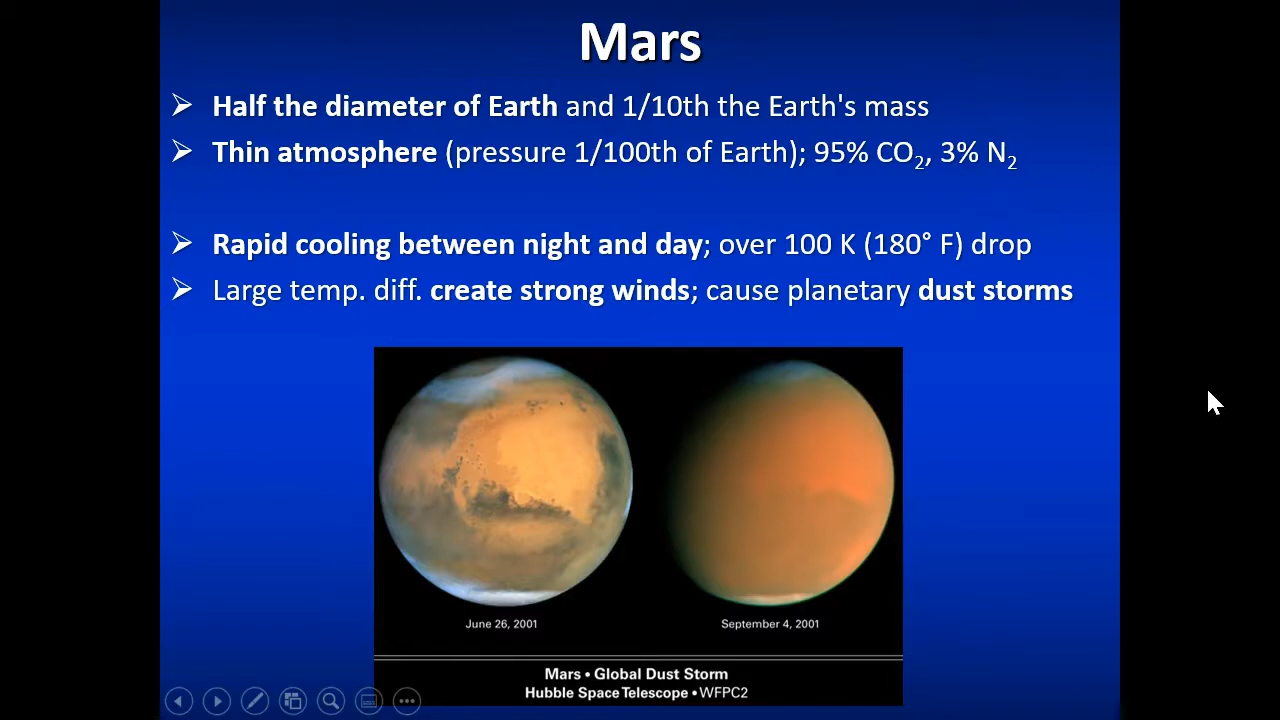 Mars
Half the diameter of Earth and 1/10th the Earth's mass
Thin atmosphere (pressure 1/100th of Earth); 95% CO₂, 3% N₂
Rapid cooling between night and day; over 100 K (180° F) drop
Large temp. diff. create strong winds; cause planetary dust storms
June 26, 2001
September 4, 2001
Mars • Global Dust Storm
Hubble Space Telescope • WFPC2